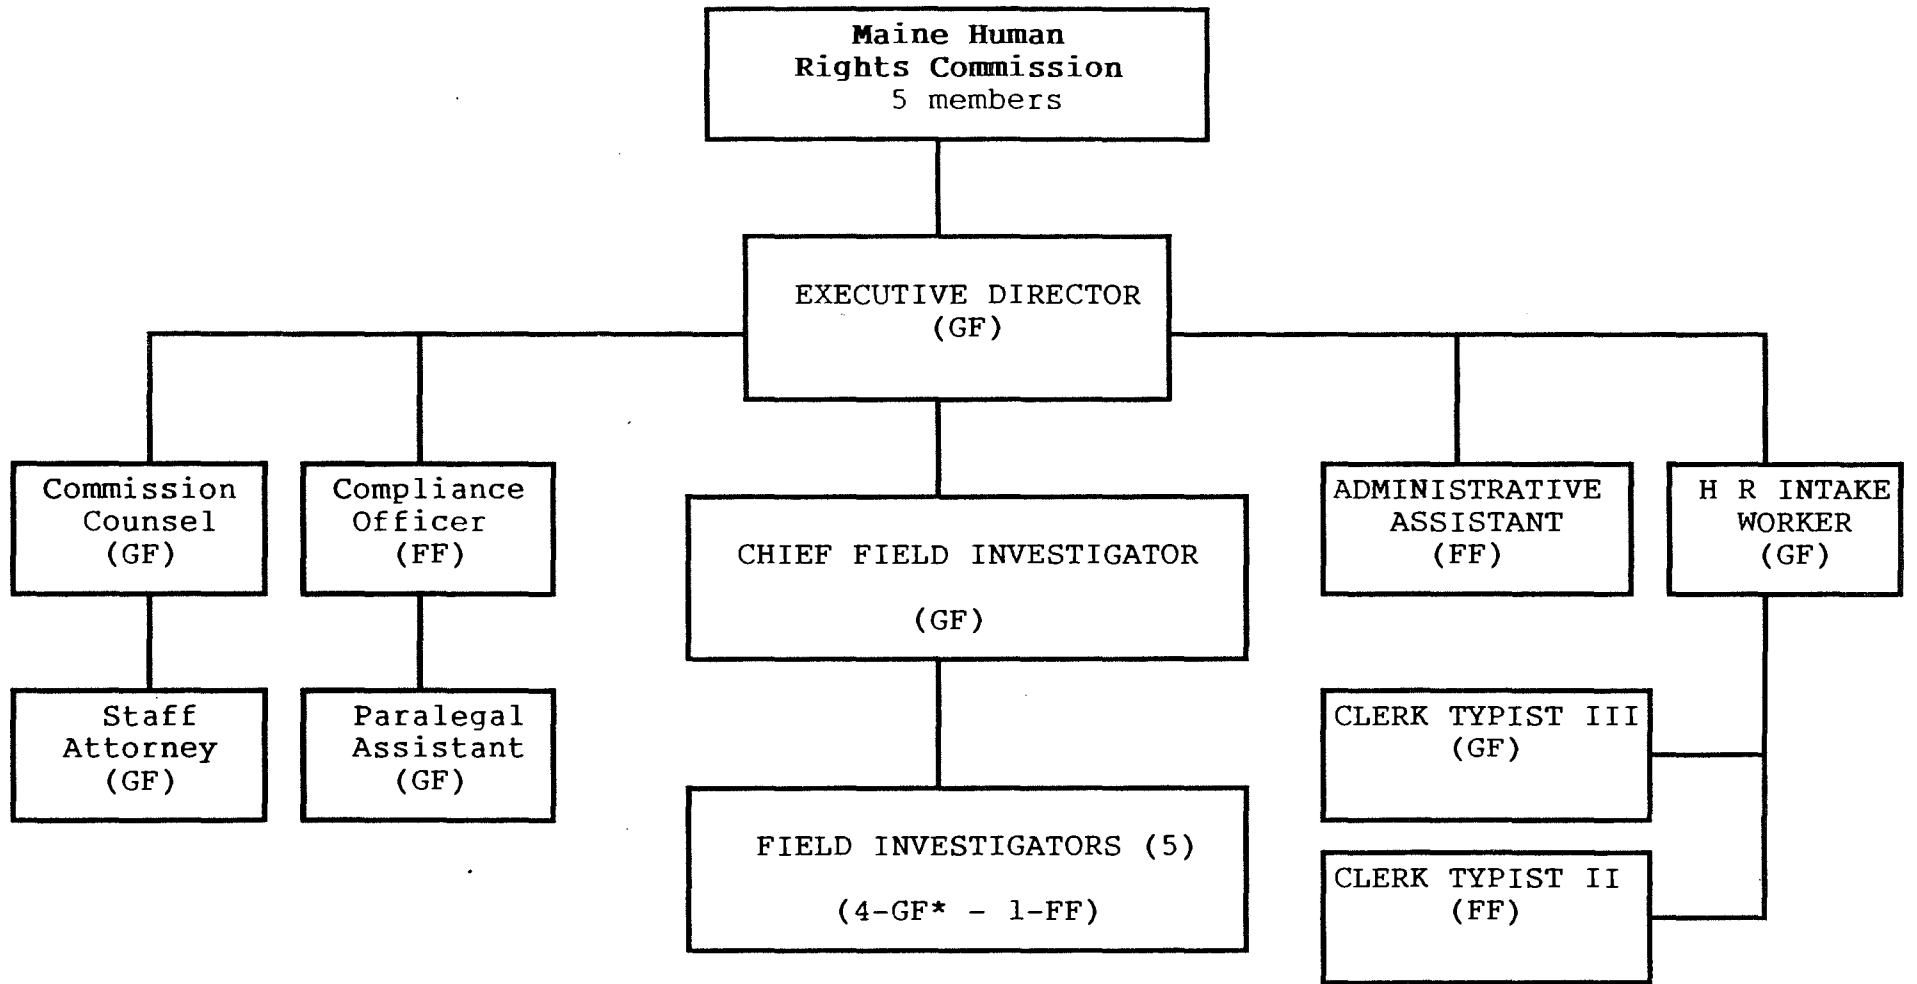 Maine Human
Rights Commission
5 members
EXECUTIVE DIRECTOR
(GF)
Commission
Counsel
(GF)
Compliance
Officer
(FF)
CHIEF FIELD INVESTIGATOR
(GF)
ADMINISTRATIVE
ASSISTANT
(FF)
H R INTAKE
WORKER
(GF)
Staff
Attorney
(GF)
Paralegal
Assistant
(GF)
FIELD INVESTIGATORS (5)
(4-GF* - 1-FF)
CLERK TYPIST III
(GF)
CLERK TYPIST II
(FF)